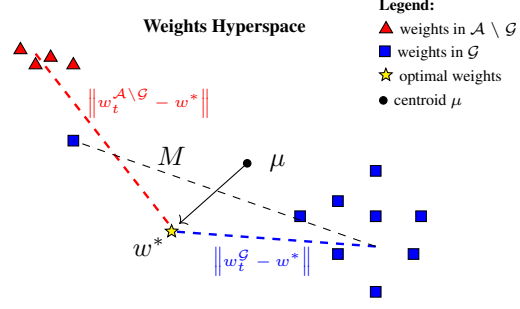 Weights Hyperspace
Legend:
weights in 𝒜 \ 𝒢
weights in 𝒢
optimal weights
centroid μ
‖w_t^{𝒜\𝒢} − w*‖
M
μ
w*
‖w_t^𝒢 − w*‖